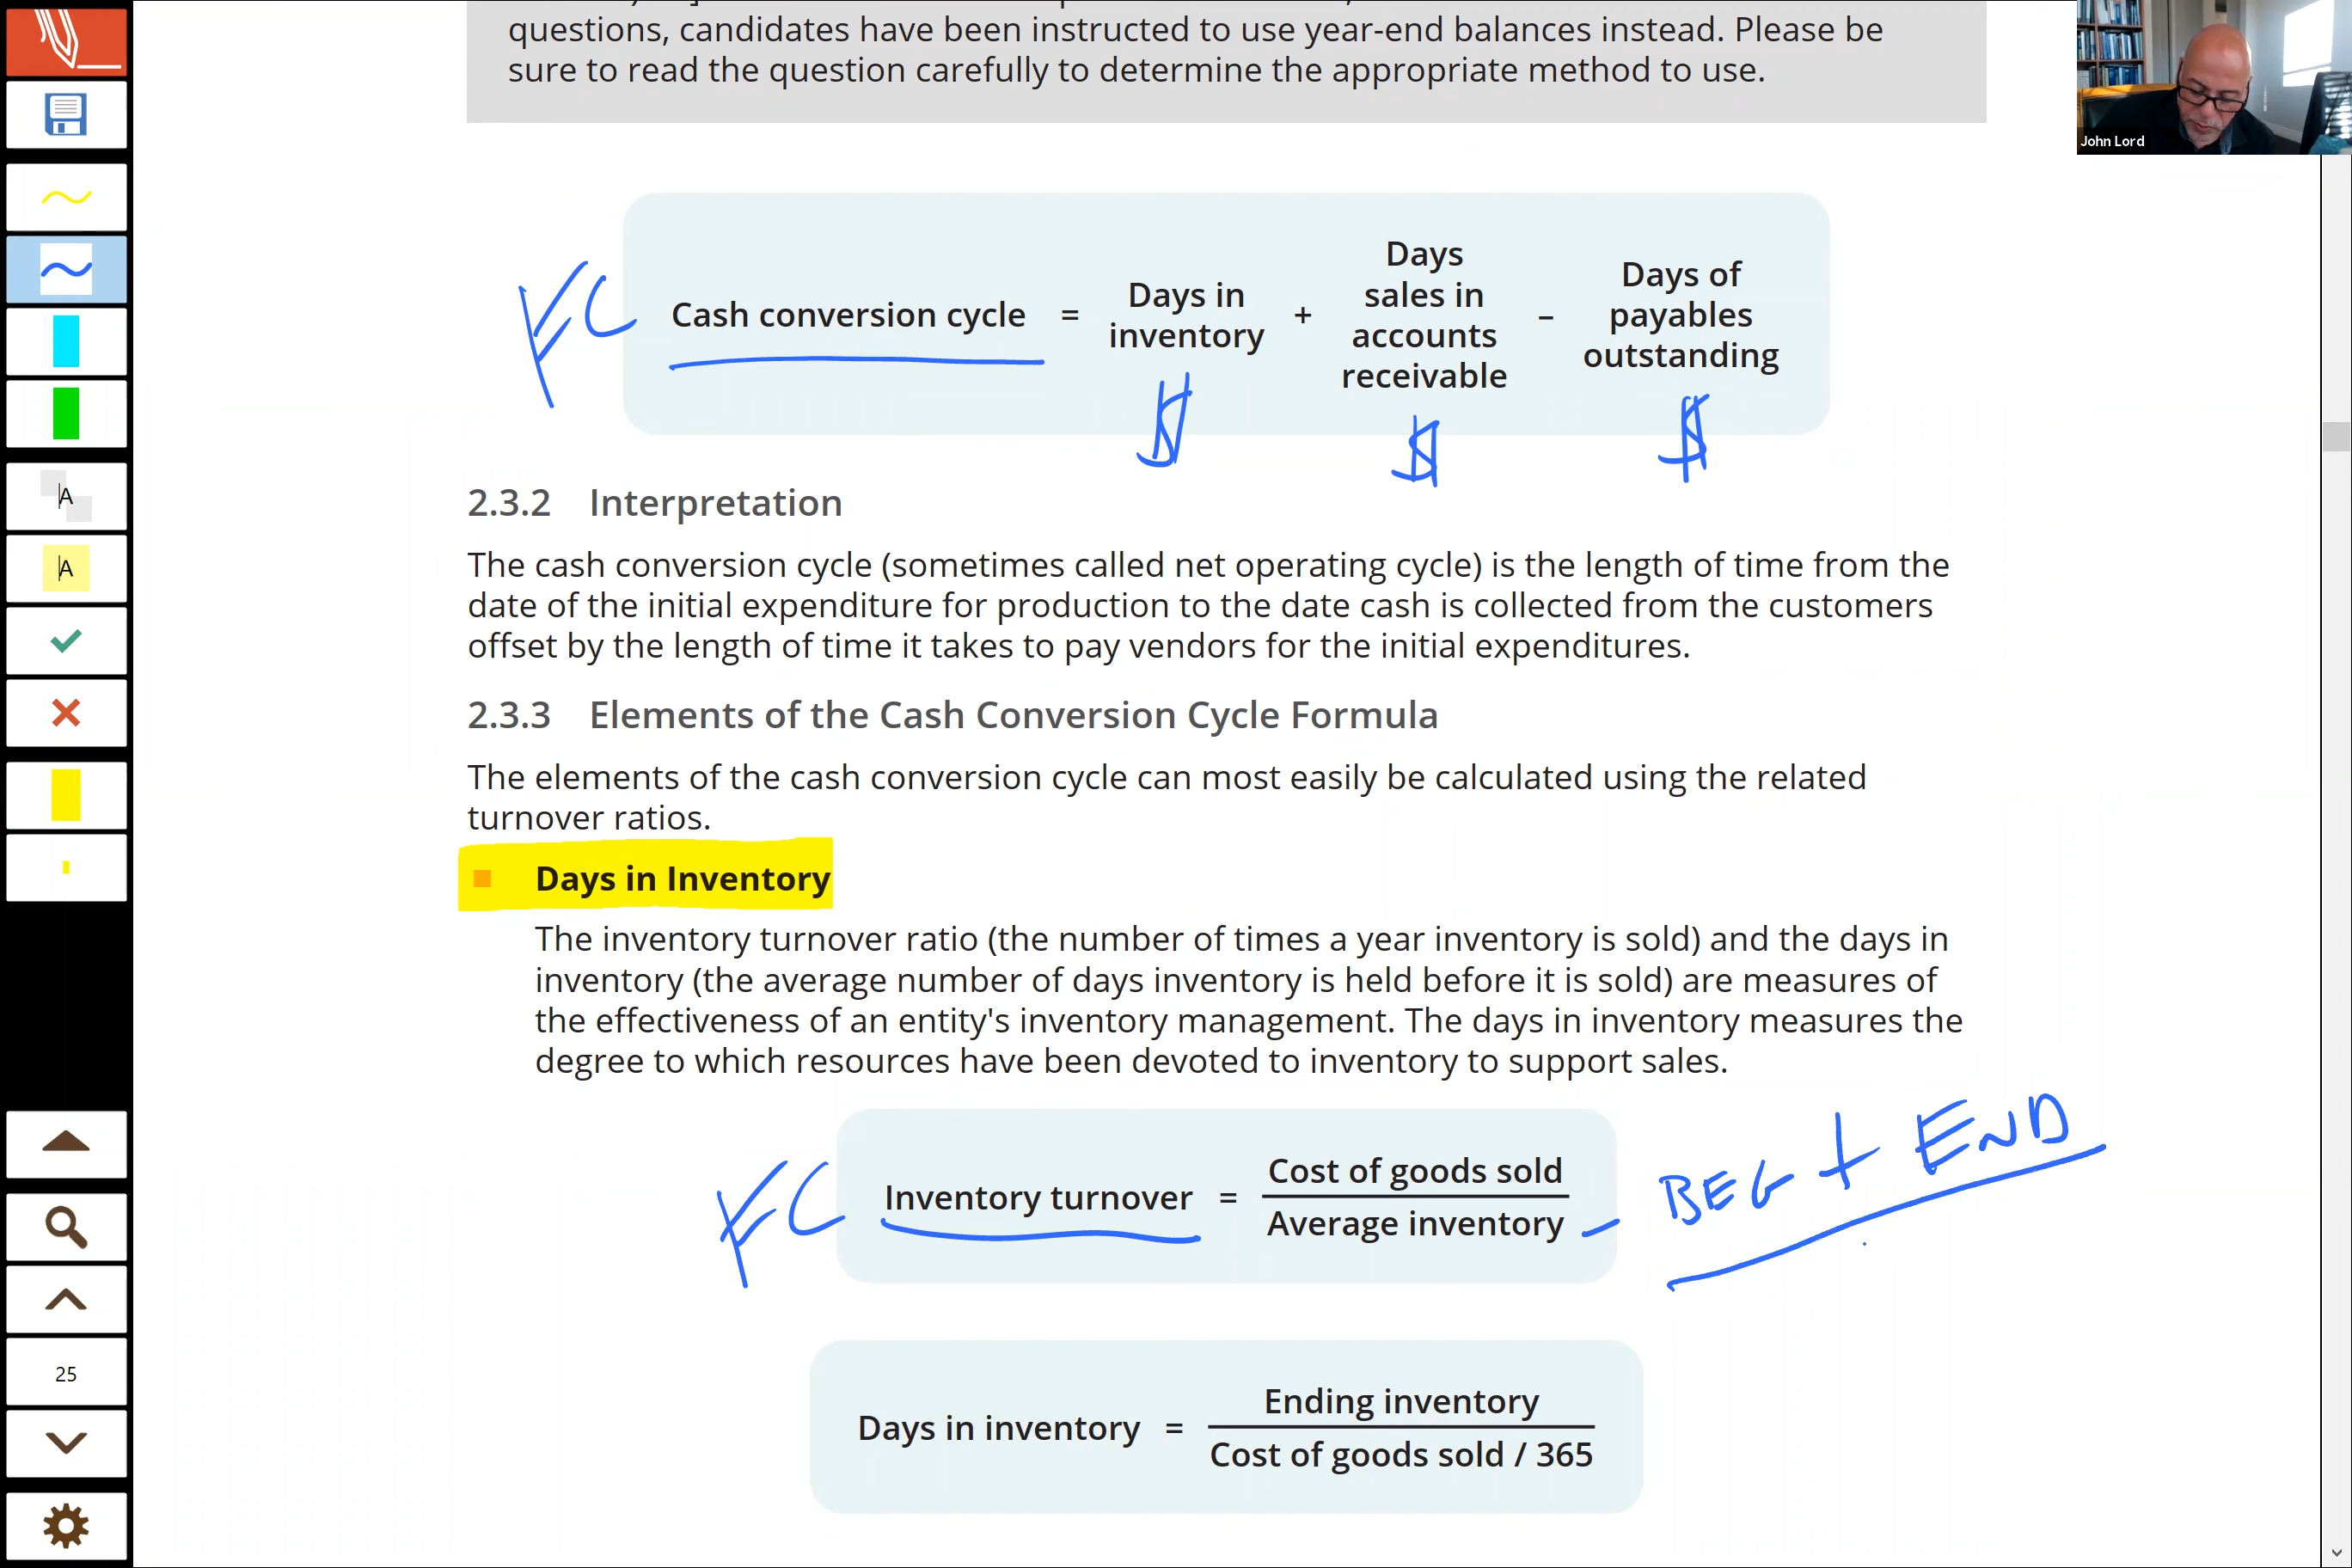 questions, candidates have been instructed to use year-end balances instead. Please be
sure to read the question carefully to determine the appropriate method to use.
John Lord
FC
Cash conversion cycle = Days in inventory + Days sales in accounts receivable – Days of payables outstanding
$ $ $
2.3.2 Interpretation
The cash conversion cycle (sometimes called net operating cycle) is the length of time from the
date of the initial expenditure for production to the date cash is collected from the customers
offset by the length of time it takes to pay vendors for the initial expenditures.
2.3.3 Elements of the Cash Conversion Cycle Formula
The elements of the cash conversion cycle can most easily be calculated using the related
turnover ratios.
Days in Inventory
The inventory turnover ratio (the number of times a year inventory is sold) and the days in
inventory (the average number of days inventory is held before it is sold) are measures of
the effectiveness of an entity's inventory management. The days in inventory measures the
degree to which resources have been devoted to inventory to support sales.
FC
Inventory turnover = Cost of goods sold / Average inventory
BEG + END
Days in inventory = Ending inventory / Cost of goods sold / 365
A
A
25